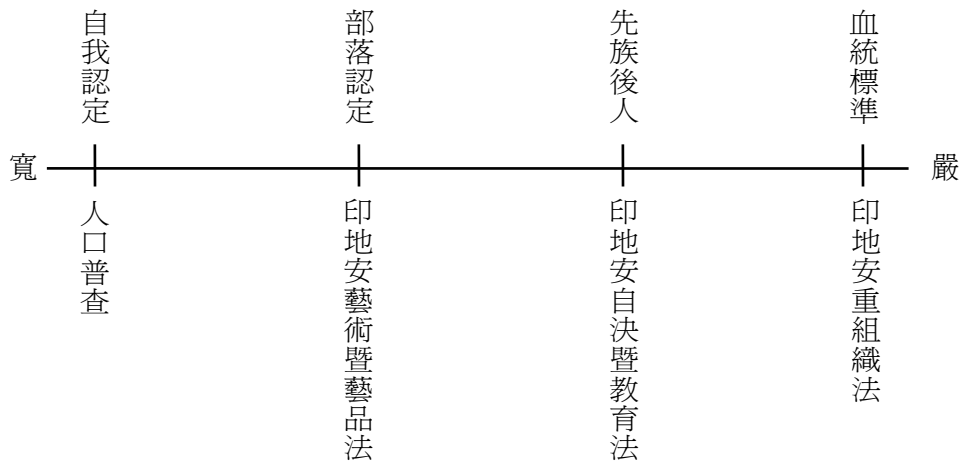 自我認定
部落認定
先族後人
血統標準
寬
嚴
人口普查
印地安藝術暨藝品法
印地安自決暨教育法
印地安重組織法